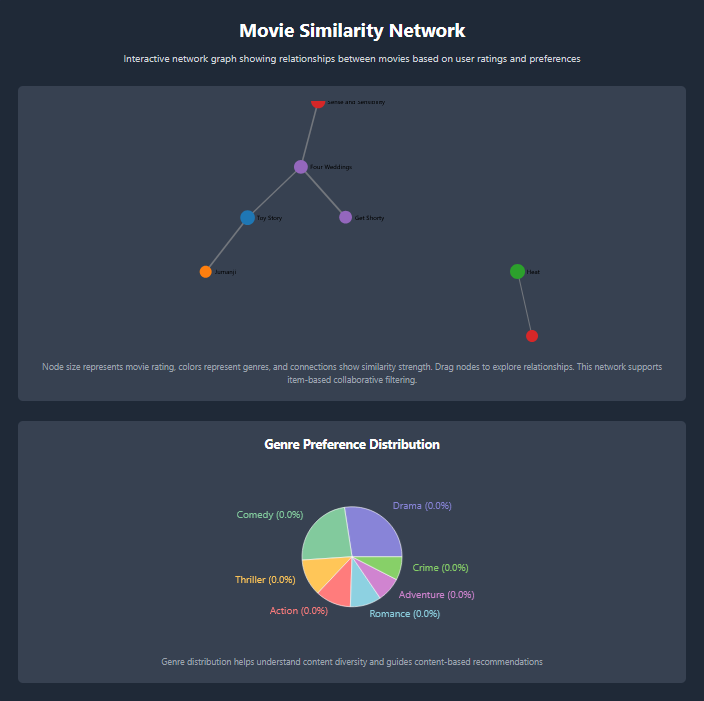 Movie Similarity Network
Interactive network graph showing relationships between movies based on user ratings and preferences
Sense and Sensibility
Four Weddings
Toy Story
Get Shorty
Jumanji
Heat
Node size represents movie rating, colors represent genres, and connections show similarity strength. Drag nodes to explore relationships. This network supports
item-based collaborative filtering.
Genre Preference Distribution
Drama (0.0%)
Comedy (0.0%)
Crime (0.0%)
Thriller (0.0%)
Adventure (0.0%)
Action (0.0%)
Romance (0.0%)
Genre distribution helps understand content diversity and guides content-based recommendations